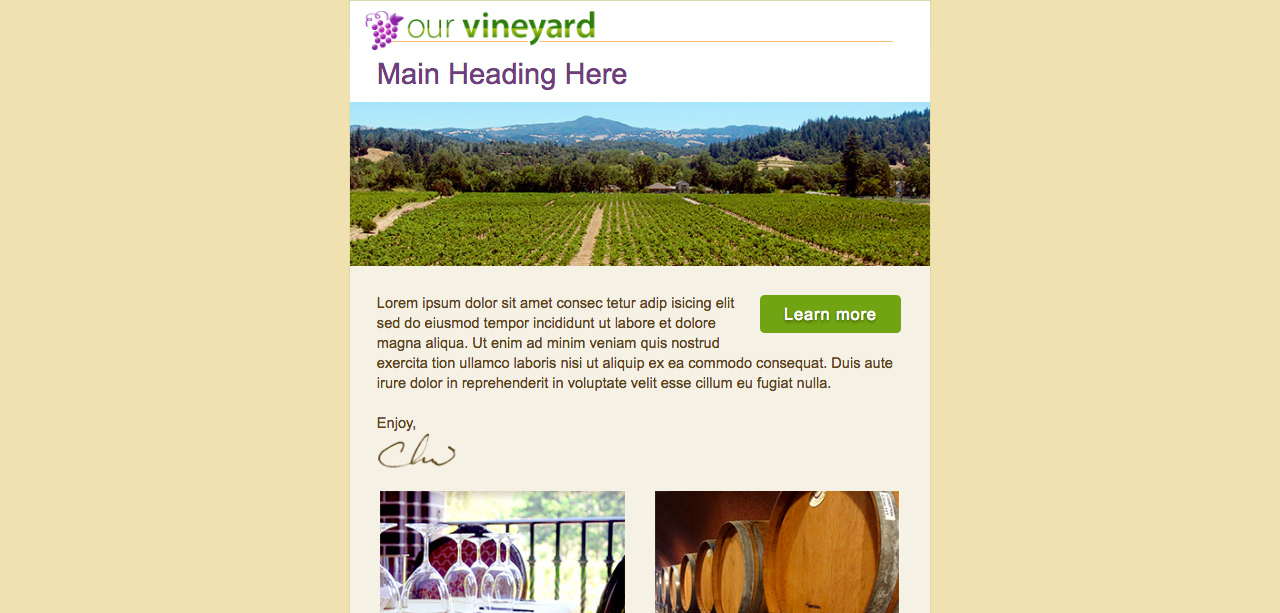 our vineyard
Main Heading Here
Lorem ipsum dolor sit amet consec tetur adip isicing elit
sed do eiusmod tempor incididunt ut labore et dolore
magna aliqua. Ut enim ad minim veniam quis nostrud
exercita tion ullamco laboris nisi ut aliquip ex ea commodo consequat. Duis aute
irure dolor in reprehenderit in voluptate velit esse cillum eu fugiat nulla.
Learn more
Enjoy,